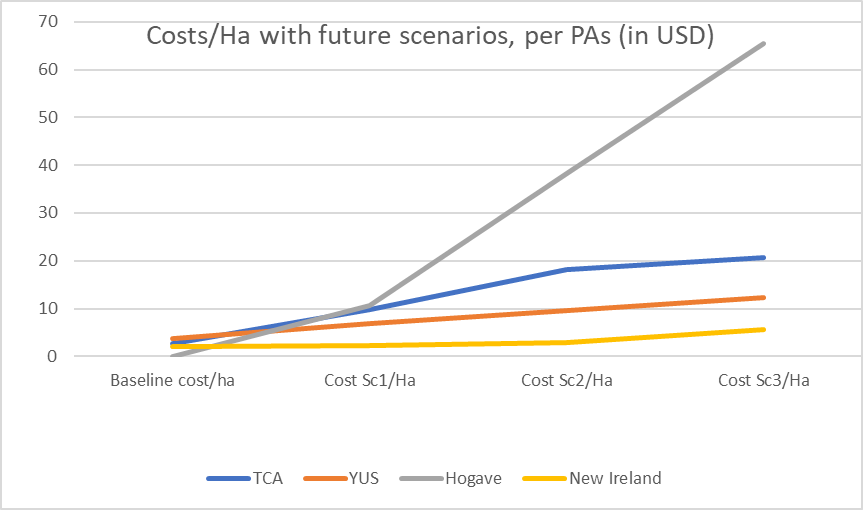 Costs/Ha with future scenarios, per PAs (in USD)
70
60
50
40
30
20
10
0
Baseline cost/ha Cost Sc1/Ha Cost Sc2/Ha Cost Sc3/Ha
TCA YUS Hogave New Ireland